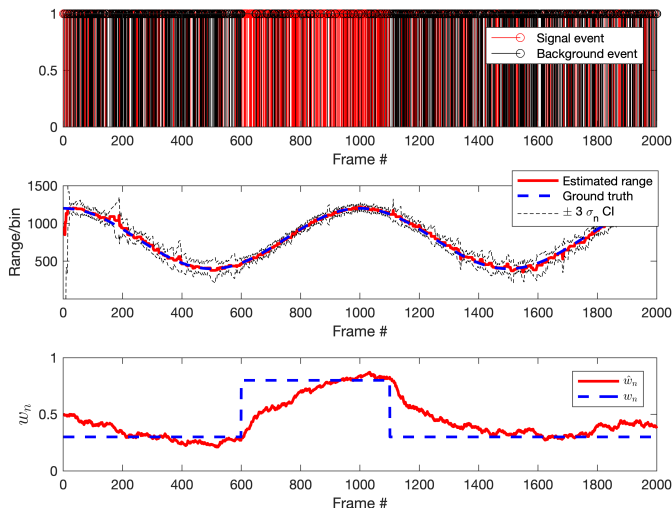 1
0.5
0
Signal event
Background event
0 200 400 600 800 1000 1200 1400 1600 1800 2000
Frame #
1500
1000
500
Range/bin
Estimated range
Ground truth
± 3 σn CI
0 200 400 600 800 1000 1200 1400 1600 1800 2000
Frame #
1
0.5
0
wn
ŵn
wn
0 200 400 600 800 1000 1200 1400 1600 1800 2000
Frame #